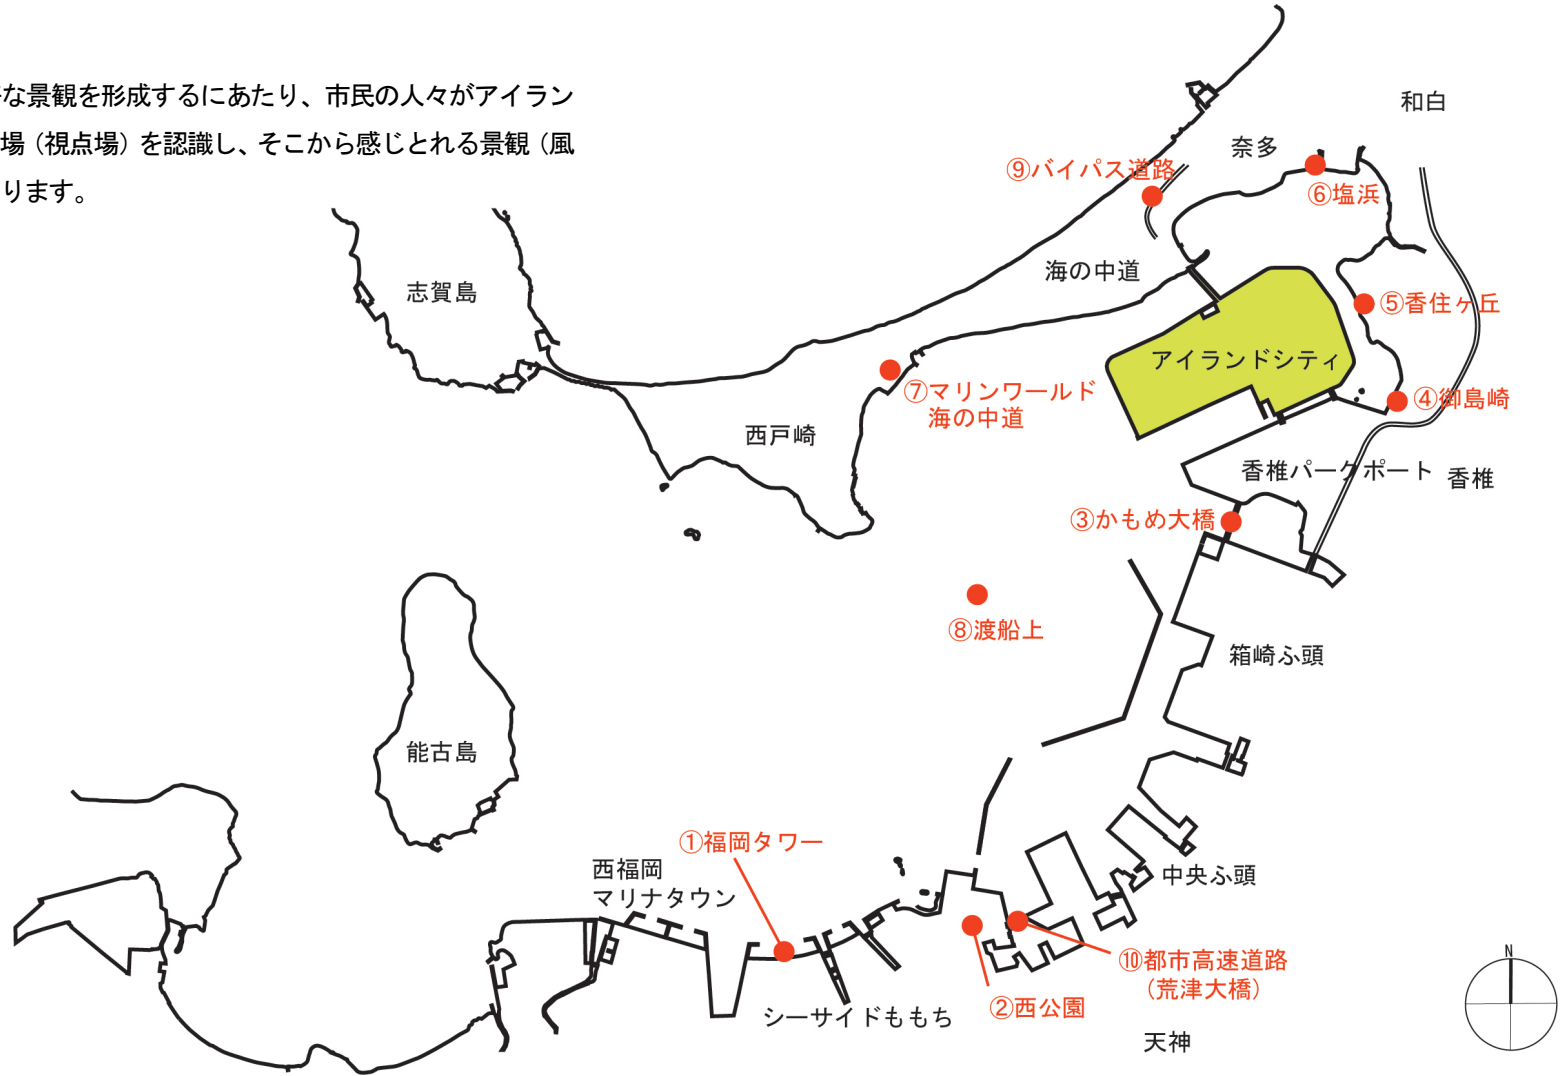 な景観を形成するにあたり、市民の人々がアイラン
場（視点場）を認識し、そこから感じとれる景観（風
ります。
和白
奈多
⑨バイパス道路
⑥塩浜
海の中道
志賀島
⑤香住ヶ丘
アイランドシティ
⑦マリンワールド
海の中道
④御島崎
西戸崎
香椎パークポート
香椎
③かもめ大橋
⑧渡船上
箱崎ふ頭
能古島
①福岡タワー
西福岡
マリナタウン
中央ふ頭
⑩都市高速道路
（荒津大橋）
②西公園
シーサイドももち
天神
N